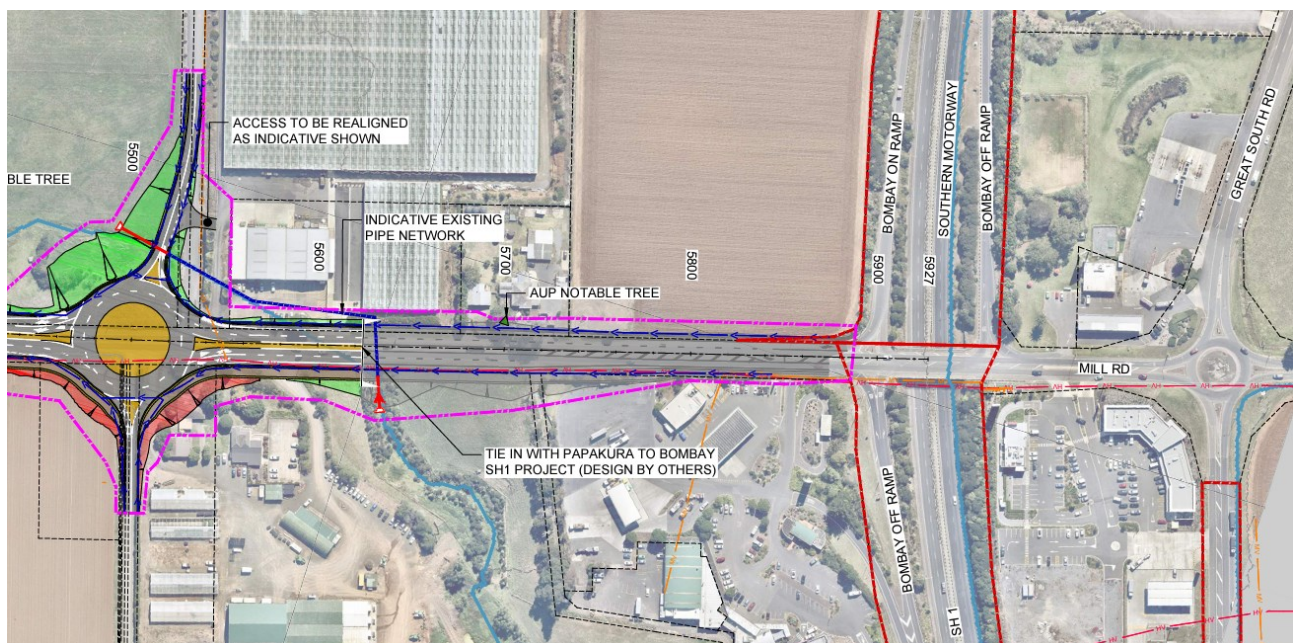 ACCESS TO BE REALIGNED
AS INDICATIVE SHOWN
5500
BLE TREE
INDICATIVE EXISTING
PIPE NETWORK
5600
5700
5800
AUP NOTABLE TREE
BOMBAY ON RAMP
5900
SOUTHERN MOTORWAY
5927
BOMBAY OFF RAMP
GREAT SOUTH RD
MILL RD
TIE IN WITH PAPAKURA TO BOMBAY
SH1 PROJECT (DESIGN BY OTHERS)
BOMBAY OFF RAMP
SH 1